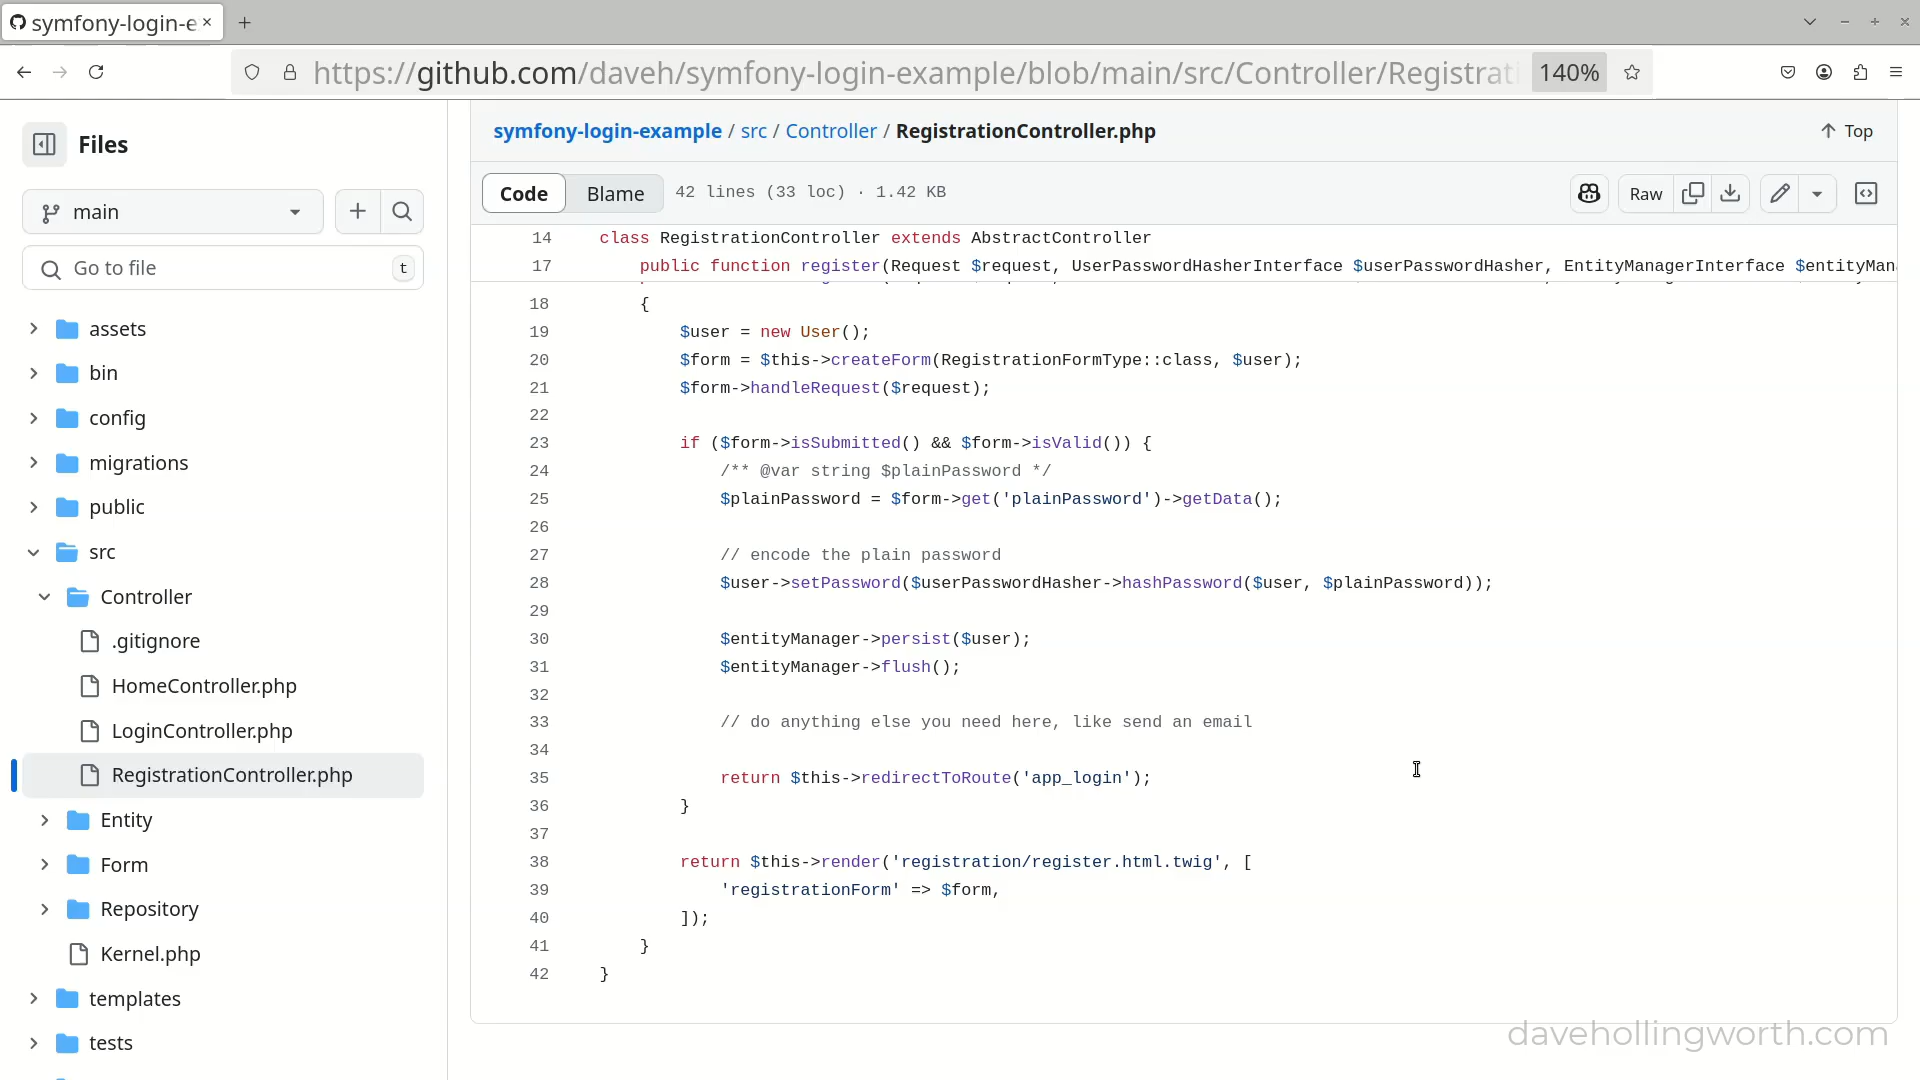 symfony-login-e
https://github.com/daveh/symfony-login-example/blob/main/src/Controller/Registrati
140%
Files
main
Go to file
t
assets
bin
config
migrations
public
src
Controller
.gitignore
HomeController.php
LoginController.php
RegistrationController.php
Entity
Form
Repository
Kernel.php
templates
tests
symfony-login-example / src / Controller / RegistrationController.php
Top
Code
Blame
42 lines (33 loc) · 1.42 KB
Raw
14 class RegistrationController extends AbstractController
17 public function register(Request $request, UserPasswordHasherInterface $userPasswordHasher, EntityManagerInterface $entityMan
18 {
19 $user = new User();
20 $form = $this->createForm(RegistrationFormType::class, $user);
21 $form->handleRequest($request);
22
23 if ($form->isSubmitted() && $form->isValid()) {
24 /** @var string $plainPassword */
25 $plainPassword = $form->get('plainPassword')->getData();
26
27 // encode the plain password
28 $user->setPassword($userPasswordHasher->hashPassword($user, $plainPassword));
29
30 $entityManager->persist($user);
31 $entityManager->flush();
32
33 // do anything else you need here, like send an email
34
35 return $this->redirectToRoute('app_login');
36 }
37
38 return $this->render('registration/register.html.twig', [
39 'registrationForm' => $form,
40 ]);
41 }
42 }
davehollingworth.com